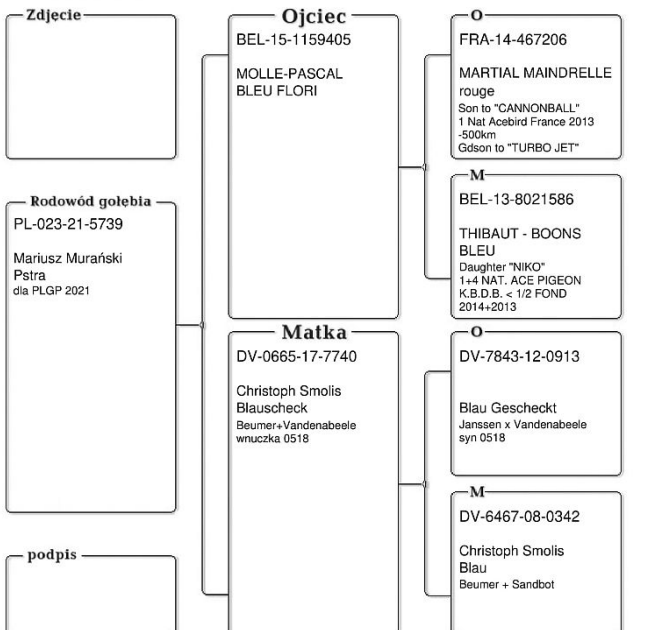 Zdjęcie
Rodowód gołębia
PL-023-21-5739
Mariusz Murański
Pstra
dla PLGP 2021
podpis
Ojciec
BEL-15-1159405
MOLLE-PASCAL
BLEU FLORI
Matka
DV-0665-17-7740
Christoph Smolis
Blauscheck
Beumer+Vandenabeele
wnuczka 0518
O
FRA-14-467206
MARTIAL MAINDRELLE
rouge
Son to "CANNONBALL"
1 Nat Acebird France 2013
-500km
Gdson to "TURBO JET"
M
BEL-13-8021586
THIBAUT - BOONS
BLEU
Daughter "NIKO"
1+4 NAT. ACE PIGEON
K.B.D.B. < 1/2 FOND
2014+2013
O
DV-7843-12-0913
Blau Gescheckt
Janssen x Vandenabeele
syn 0518
M
DV-6467-08-0342
Christoph Smolis
Blau
Beumer + Sandbot